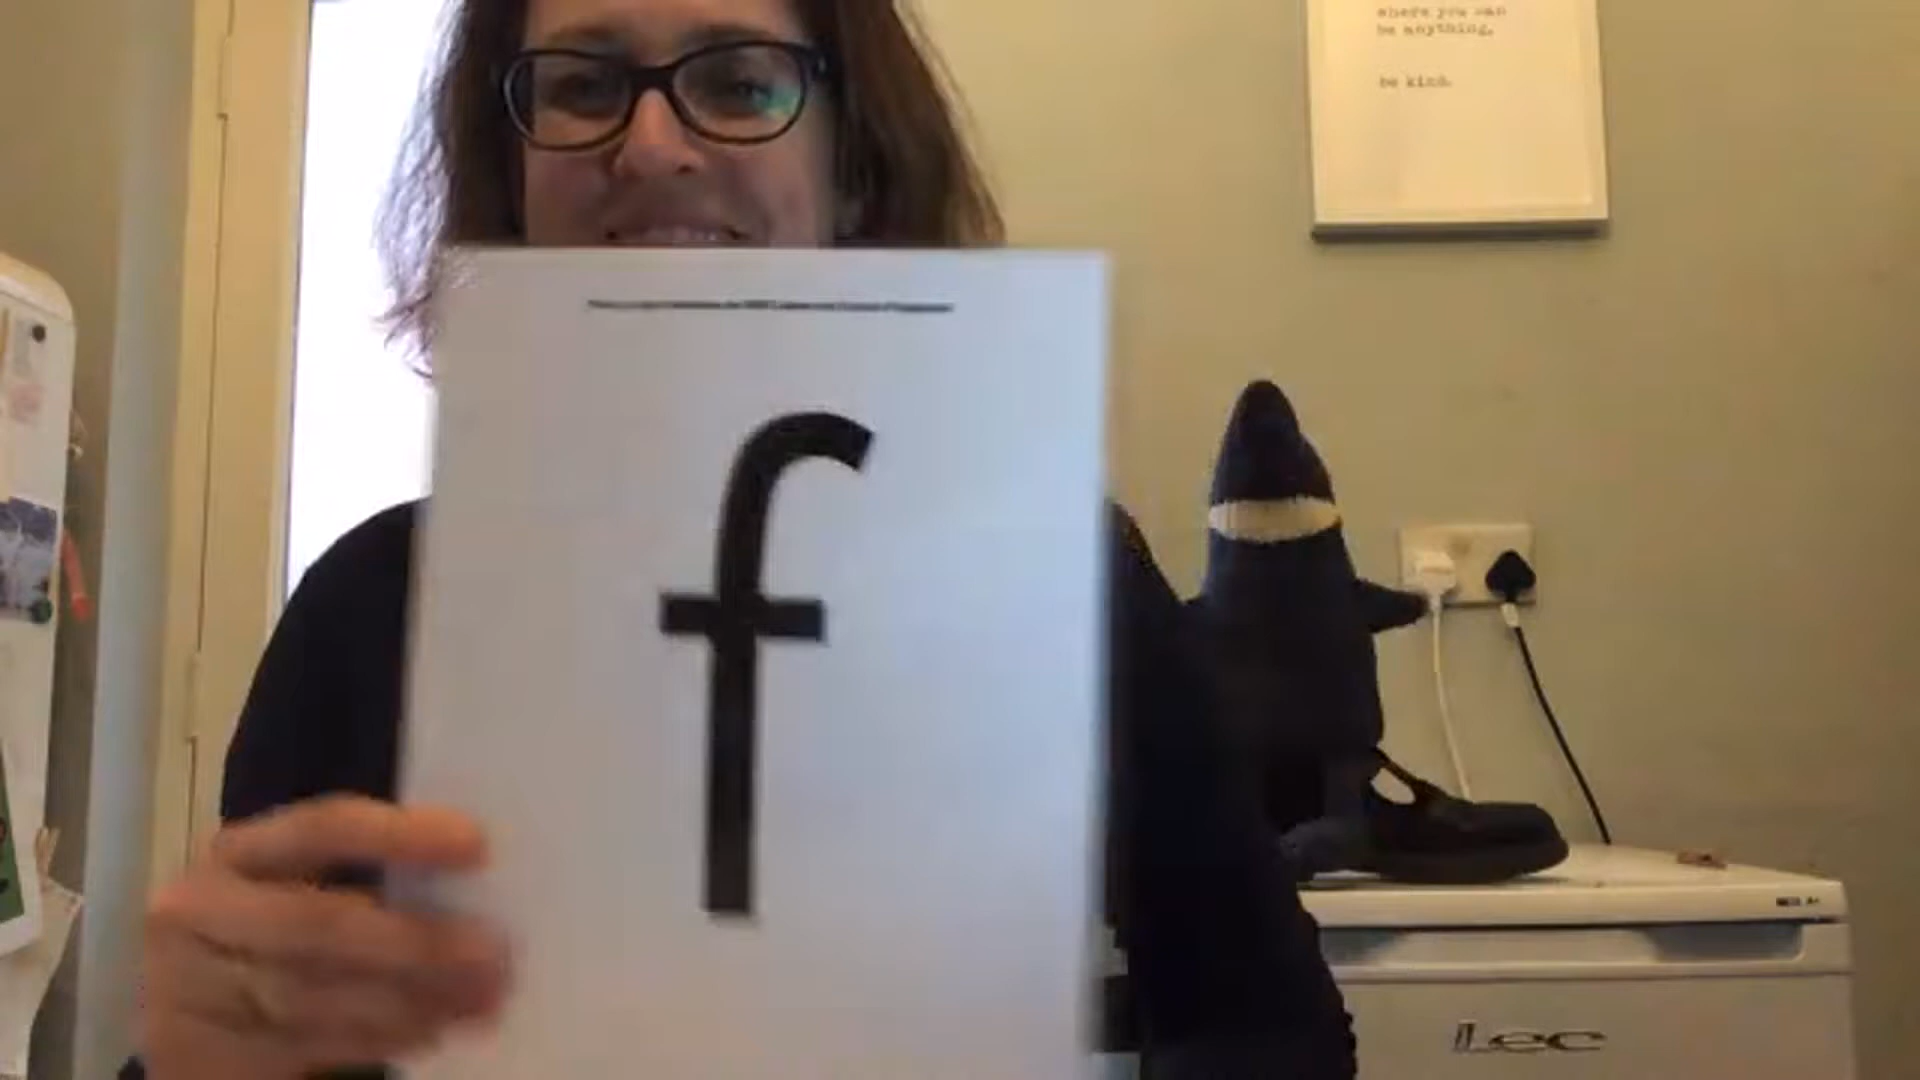 where you can
be anything,
be kind.
f
Lec